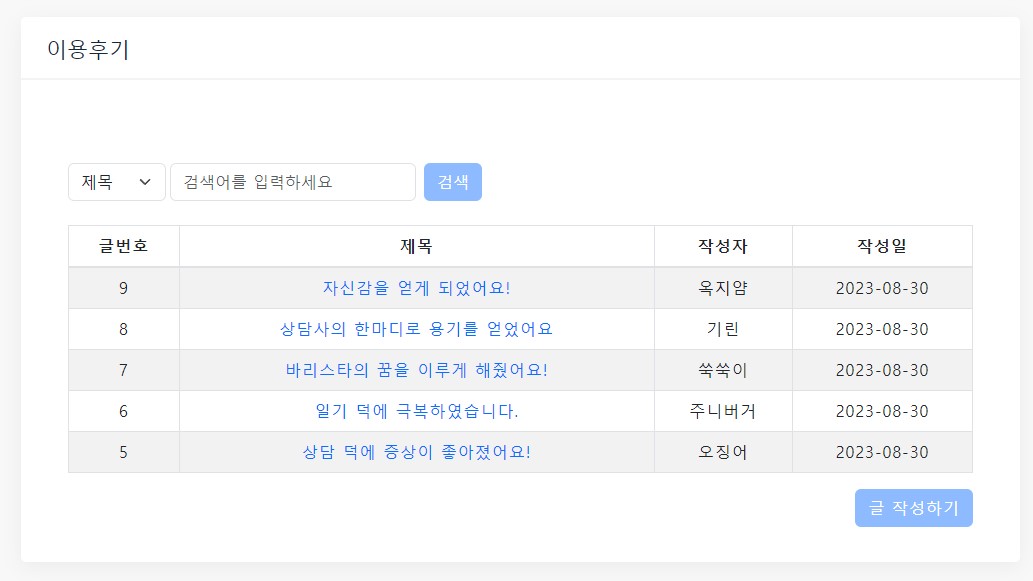 이용후기
제목 검색어를 입력하세요 검색
글번호 제목 작성자 작성일
9 자신감을 얻게 되었어요! 옥지얌 2023-08-30
8 상담사의 한마디로 용기를 얻었어요 기린 2023-08-30
7 바리스타의 꿈을 이루게 해줬어요! 쑥쑥이 2023-08-30
6 일기 덕에 극복하였습니다. 주니버거 2023-08-30
5 상담 덕에 증상이 좋아졌어요! 오징어 2023-08-30
글 작성하기